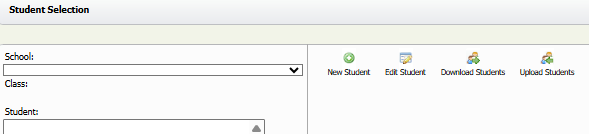 Student Selection
School:
Class:
Student:
New Student
Edit Student
Download Students
Upload Students